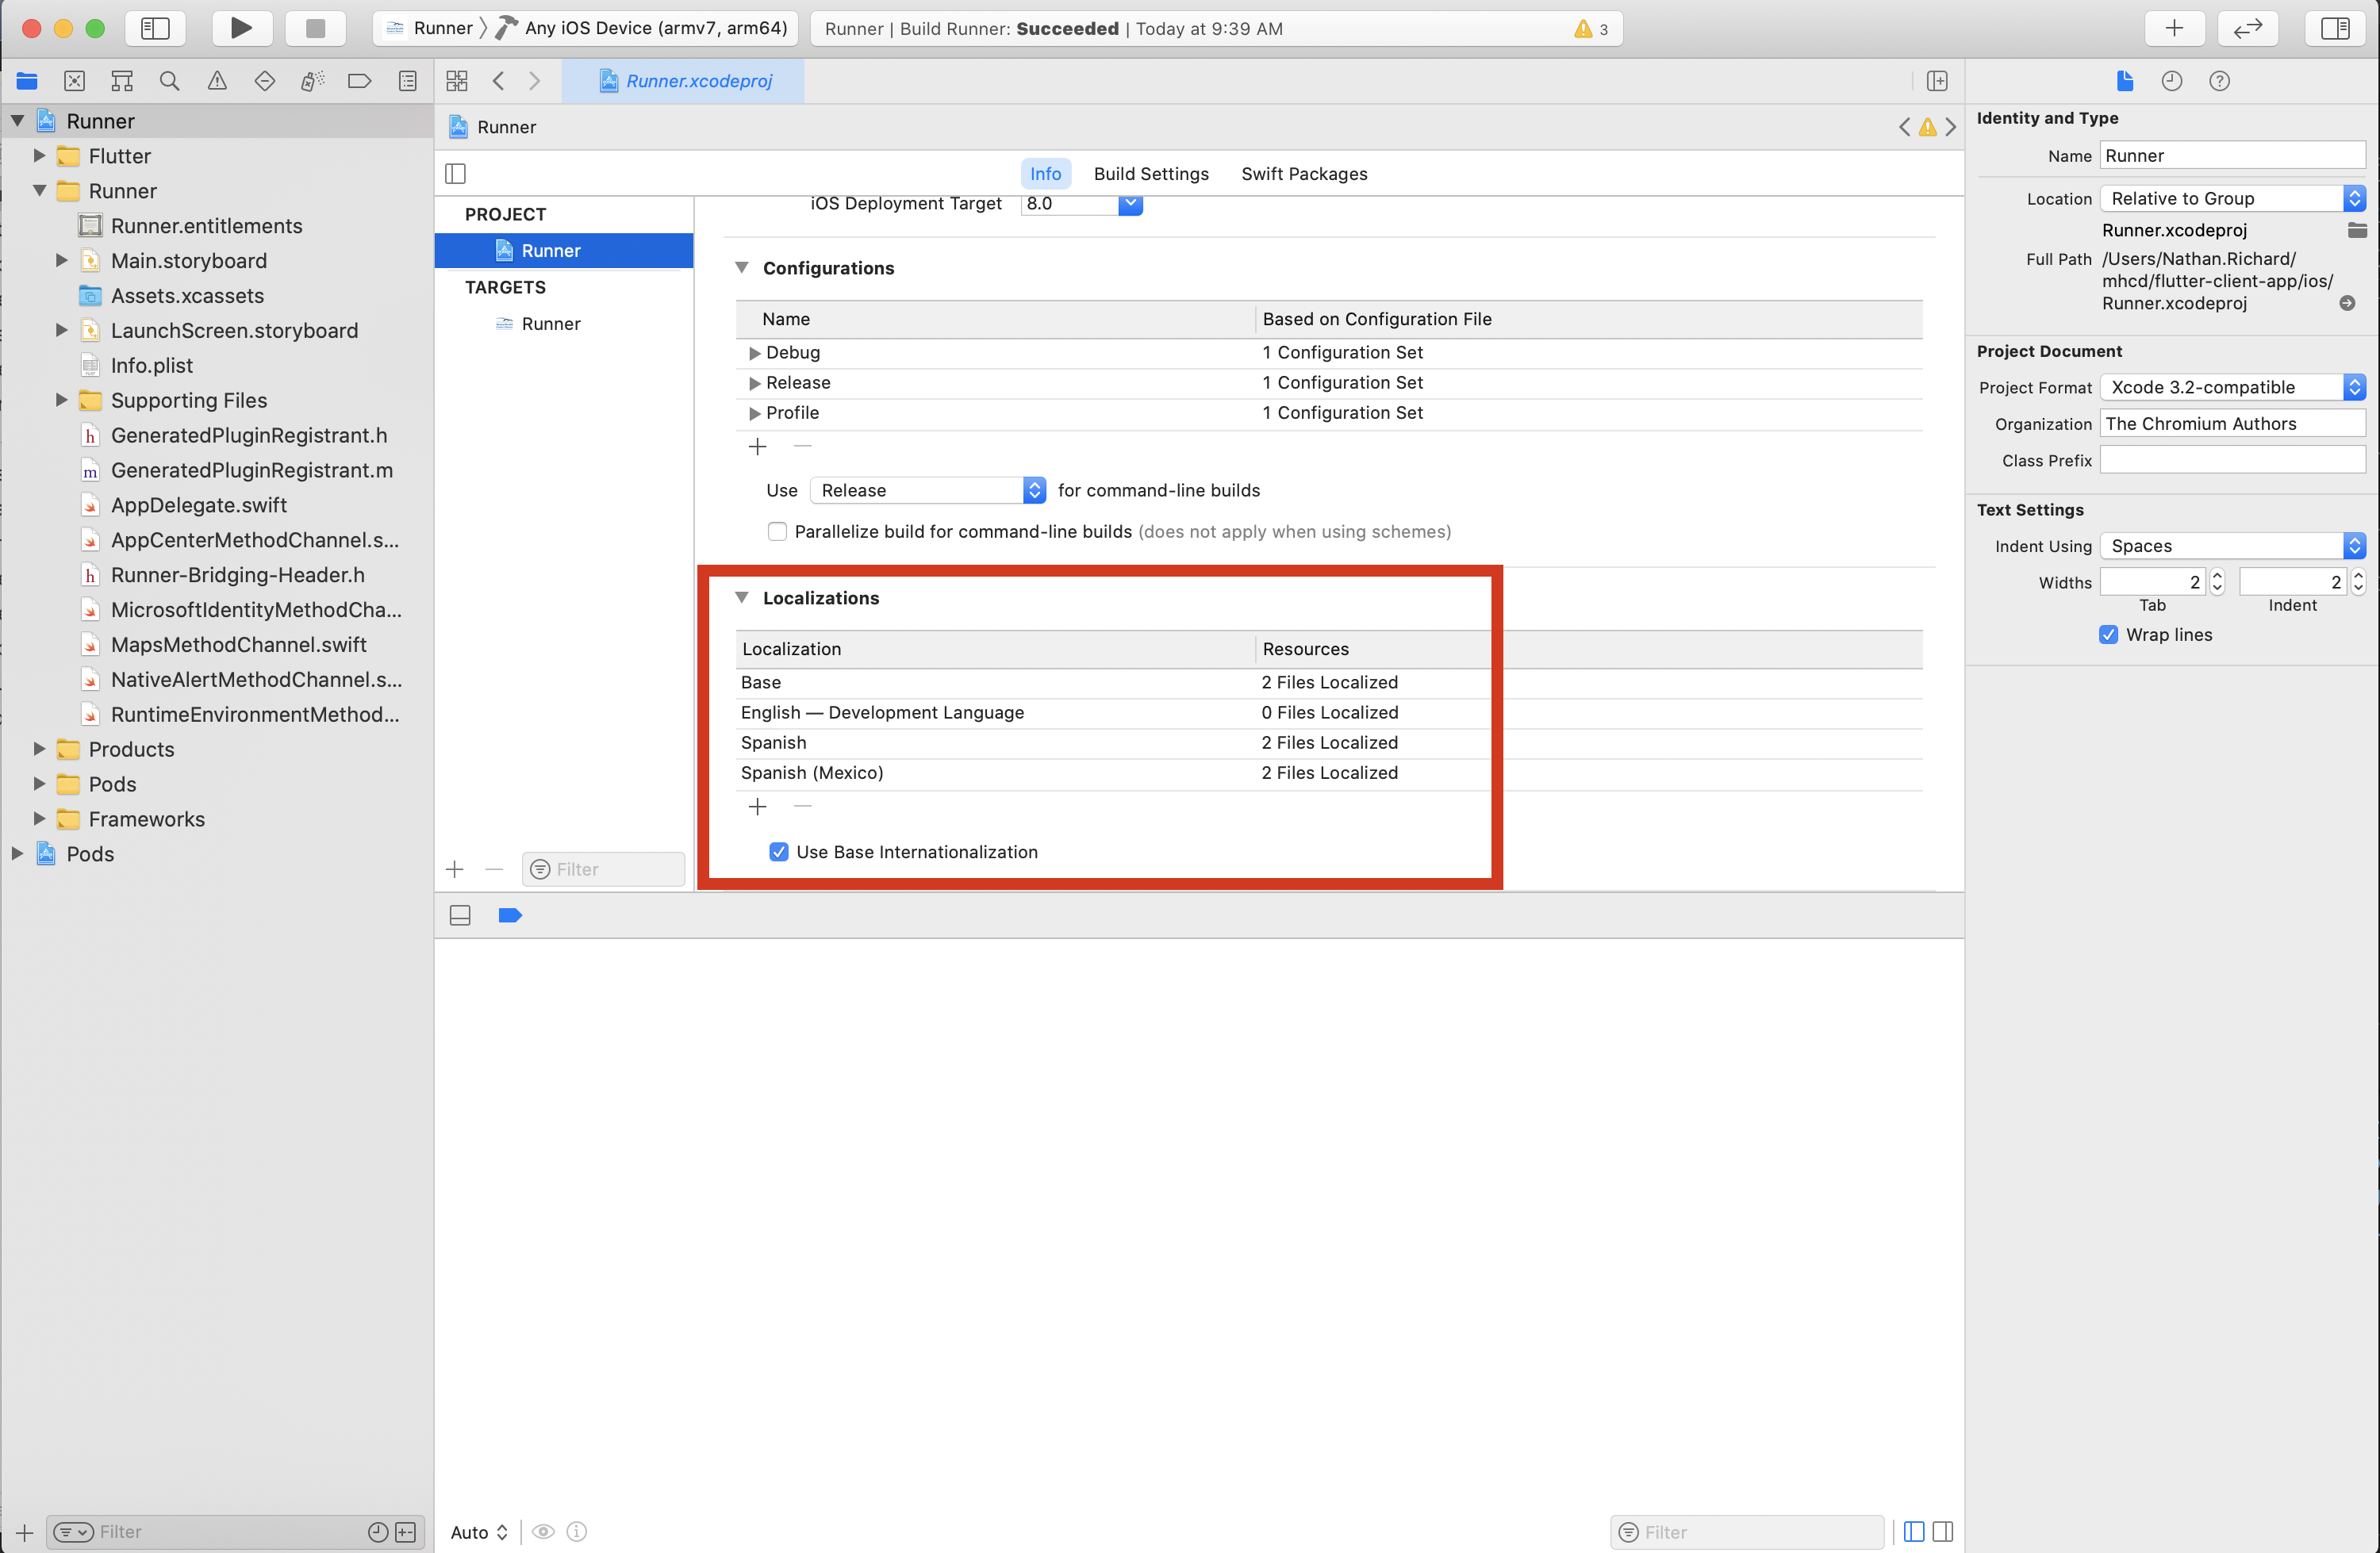 Runner 〉 Any iOS Device (armv7, arm64)
Runner | Build Runner: Succeeded | Today at 9:39 AM
3
Runner.xcodeproj
Runner
Flutter
Runner
Runner.entitlements
Main.storyboard
Assets.xcassets
LaunchScreen.storyboard
Info.plist
Supporting Files
GeneratedPluginRegistrant.h
GeneratedPluginRegistrant.m
AppDelegate.swift
AppCenterMethodChannel.s...
Runner-Bridging-Header.h
MicrosoftIdentityMethodCha...
MapsMethodChannel.swift
NativeAlertMethodChannel.s...
RuntimeEnvironmentMethod...
Products
Pods
Frameworks
Pods
Filter
Runner
Info Build Settings Swift Packages
PROJECT
Runner
TARGETS
Runner
Filter
iOS Deployment Target 8.0
Configurations
Name Based on Configuration File
Debug 1 Configuration Set
Release 1 Configuration Set
Profile 1 Configuration Set
Use Release for command-line builds
Parallelize build for command-line builds (does not apply when using schemes)
Localizations
Localization Resources
Base 2 Files Localized
English — Development Language 0 Files Localized
Spanish 2 Files Localized
Spanish (Mexico) 2 Files Localized
Use Base Internationalization
Auto
Filter
Identity and Type
Name Runner
Location Relative to Group
Runner.xcodeproj
Full Path /Users/Nathan.Richard/
mhcd/flutter-client-app/ios/
Runner.xcodeproj
Project Document
Project Format Xcode 3.2-compatible
Organization The Chromium Authors
Class Prefix
Text Settings
Indent Using Spaces
Widths 2 2
Tab Indent
Wrap lines